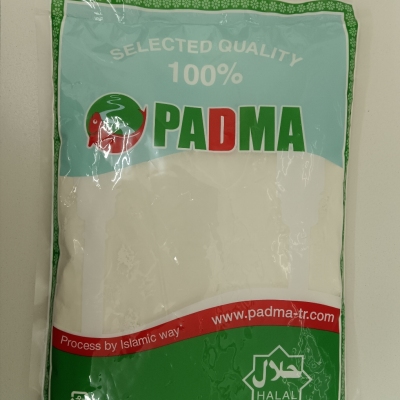 SELECTED QUALITY
100%
PADMA
www.padma-tr.com
Process by Islamic way
حلال
HALAL